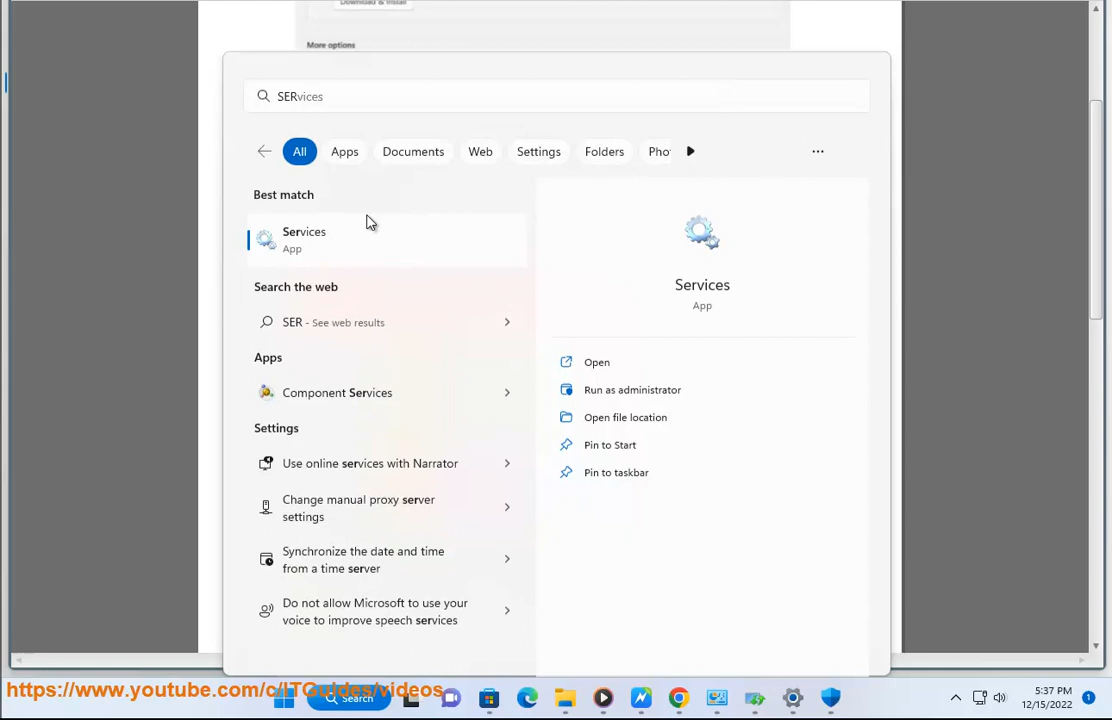 Download & Install
More options
SERvices
All Apps Documents Web Settings Folders Pho ...
Best match
Services
App
Search the web
SER - See web results
Apps
Component Services
Settings
Use online services with Narrator
Change manual proxy server
settings
Synchronize the date and time
from a time server
Do not allow Microsoft to use your
voice to improve speech services
Services
App
Open
Run as administrator
Open file location
Pin to Start
Pin to taskbar
https://www.youtube.com/c/ITGuides/videos
Search
5:37 PM
12/15/2022
1